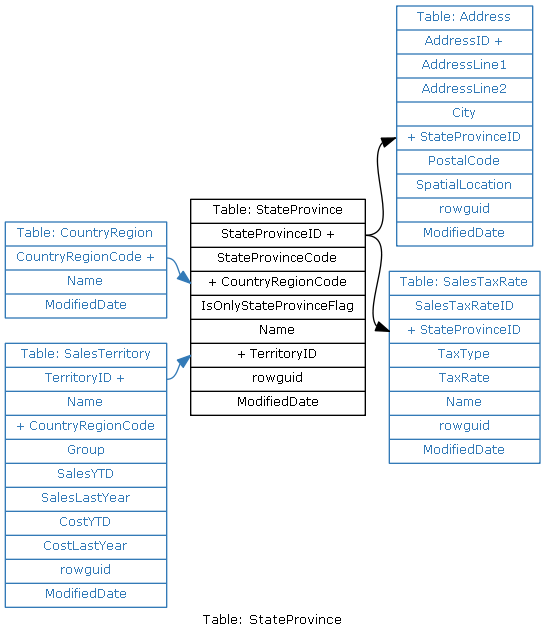 Table: Address
AddressID +
AddressLine1
AddressLine2
City
+ StateProvinceID
PostalCode
SpatialLocation
rowguid
ModifiedDate
Table: StateProvince
StateProvinceID +
StateProvinceCode
+ CountryRegionCode
IsOnlyStateProvinceFlag
Name
+ TerritoryID
rowguid
ModifiedDate
Table: CountryRegion
CountryRegionCode +
Name
ModifiedDate
Table: SalesTaxRate
SalesTaxRateID
+ StateProvinceID
TaxType
TaxRate
Name
rowguid
ModifiedDate
Table: SalesTerritory
TerritoryID +
Name
+ CountryRegionCode
Group
SalesYTD
SalesLastYear
CostYTD
CostLastYear
rowguid
ModifiedDate
Table: StateProvince